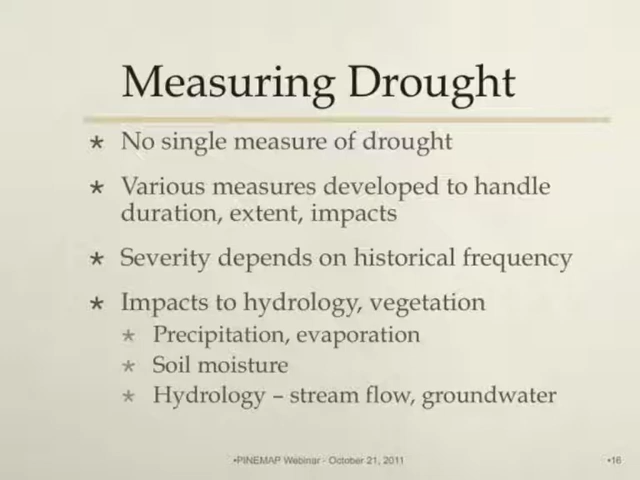 Measuring Drought
* No single measure of drought
* Various measures developed to handle
duration, extent, impacts
* Severity depends on historical frequency
* Impacts to hydrology, vegetation
* Precipitation, evaporation
* Soil moisture
* Hydrology – stream flow, groundwater
•PINEMAP Webinar - October 21, 2011
•16